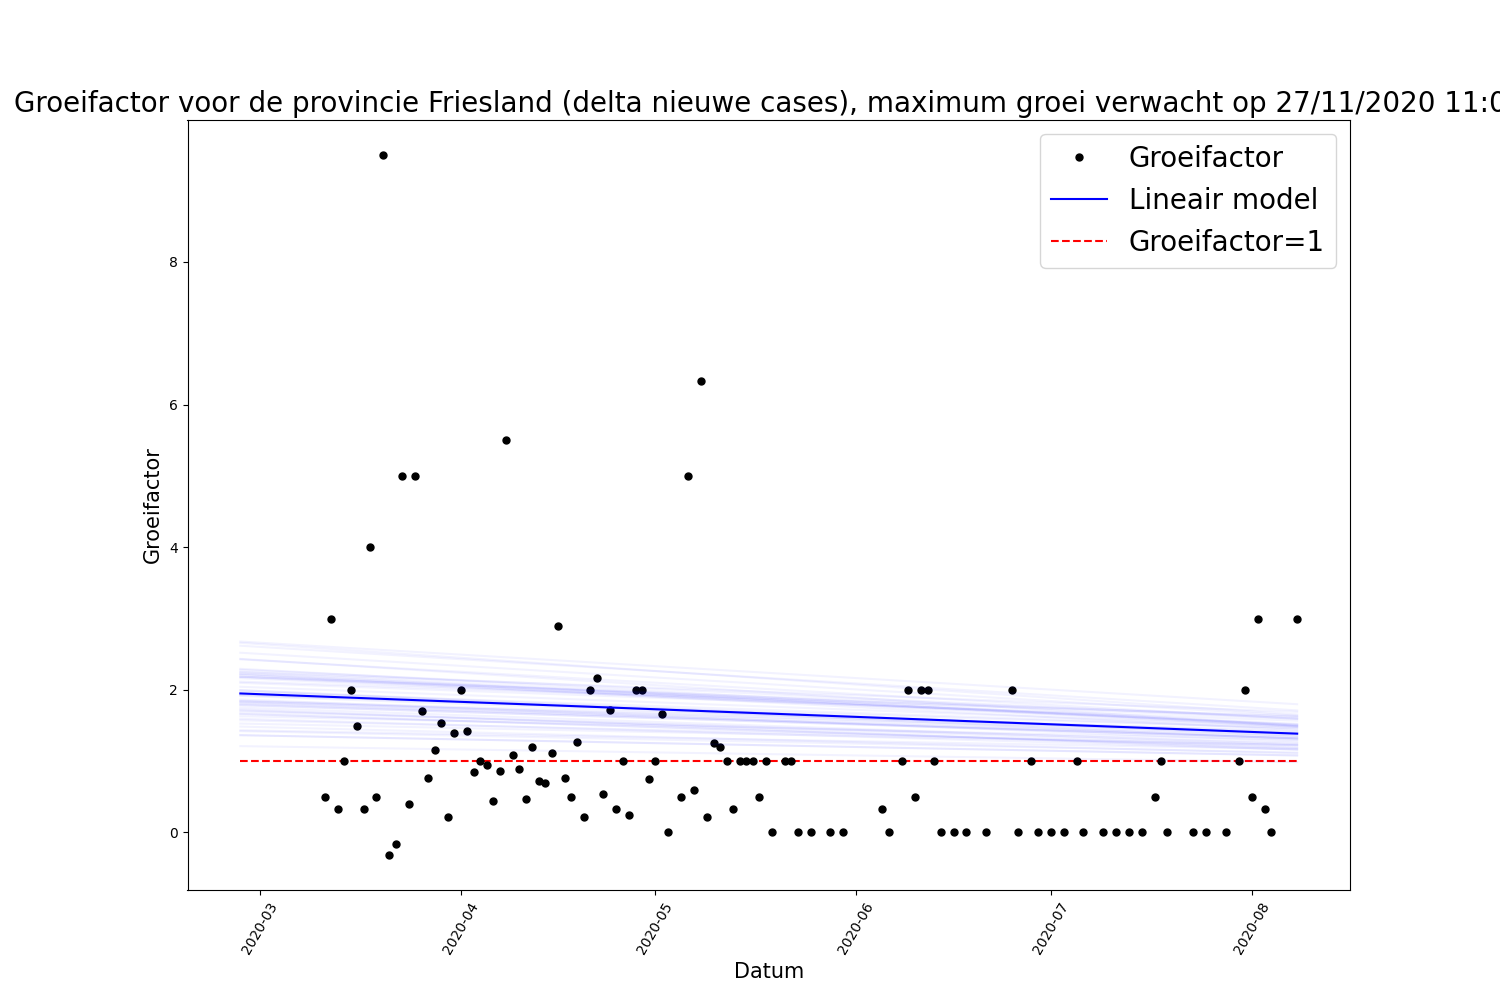 Groeifactor voor de provincie Friesland (delta nieuwe cases), maximum groei verwacht op 27/11/2020 11:0
Groeifactor
Lineair model
Groeifactor=1
8
6
4
2
0
Groeifactor
2020-03
2020-04
2020-05
2020-06
2020-07
2020-08
Datum